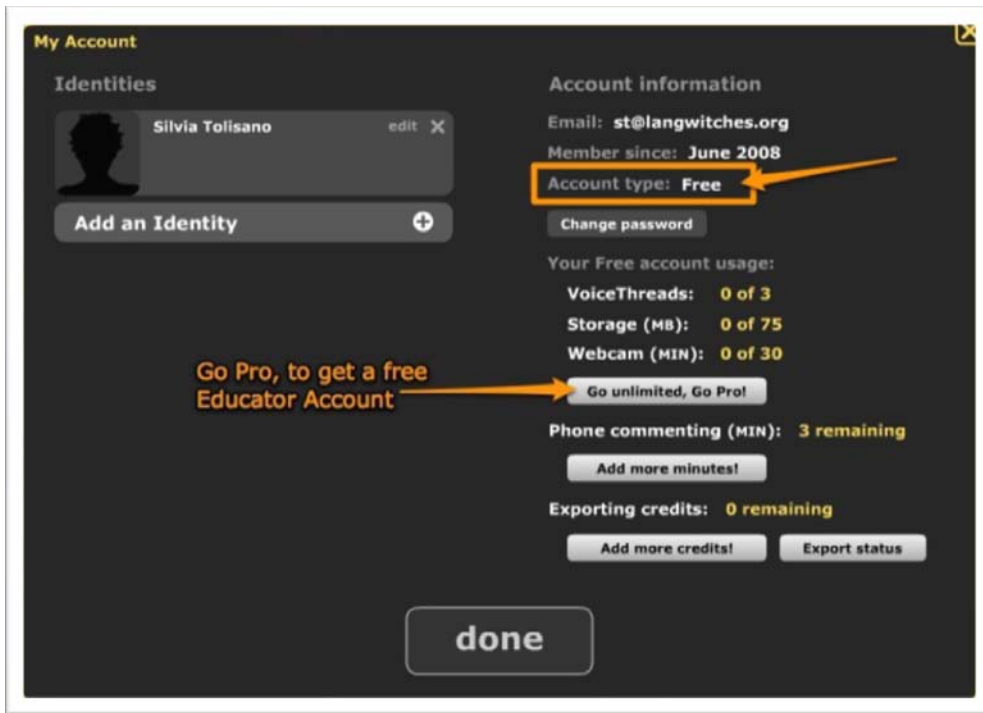 My Account
Identities
Silvia Tolisano
edit
Add an Identity
Account information
Email: st@langwitches.org
Member since: June 2008
Account type: Free
Change password
Your Free account usage:
VoiceThreads: 0 of 3
Storage (MB): 0 of 75
Webcam (MIN): 0 of 30
Go Pro, to get a free
Educator Account
Go unlimited, Go Pro!
Phone commenting (MIN): 3 remaining
Add more minutes!
Exporting credits: 0 remaining
Add more credits!
Export status
done